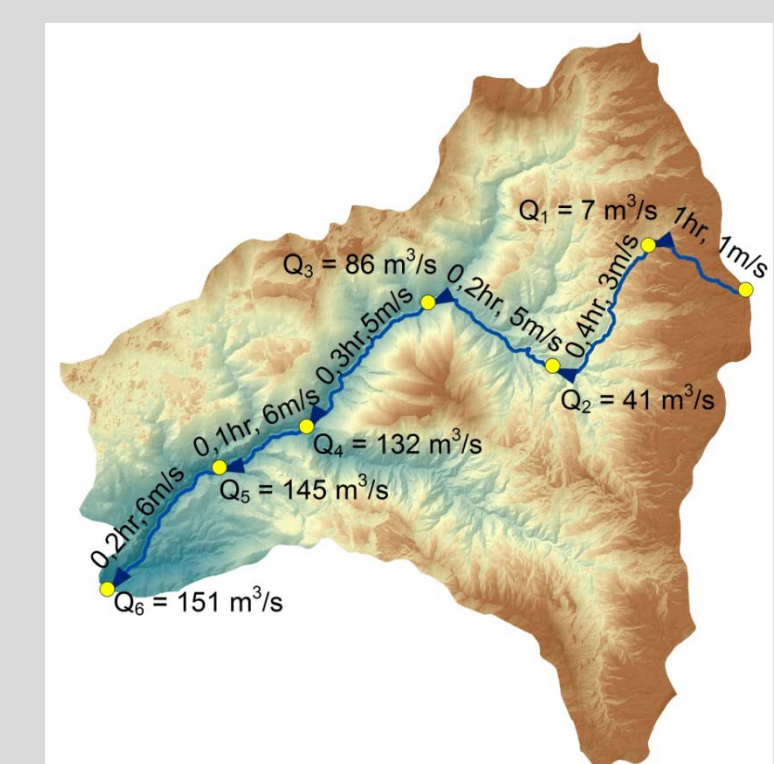 Q₁ = 7 m³/s
1hr, 1m/s
Q₃ = 86 m³/s
0,2hr, 5m/s
0,4hr, 3m/s
Q₂ = 41 m³/s
0,3hr,5m/s
0,1hr, 6m/s
Q₄ = 132 m³/s
Q₅ = 145 m³/s
0,2hr,6m/s
Q₆ = 151 m³/s